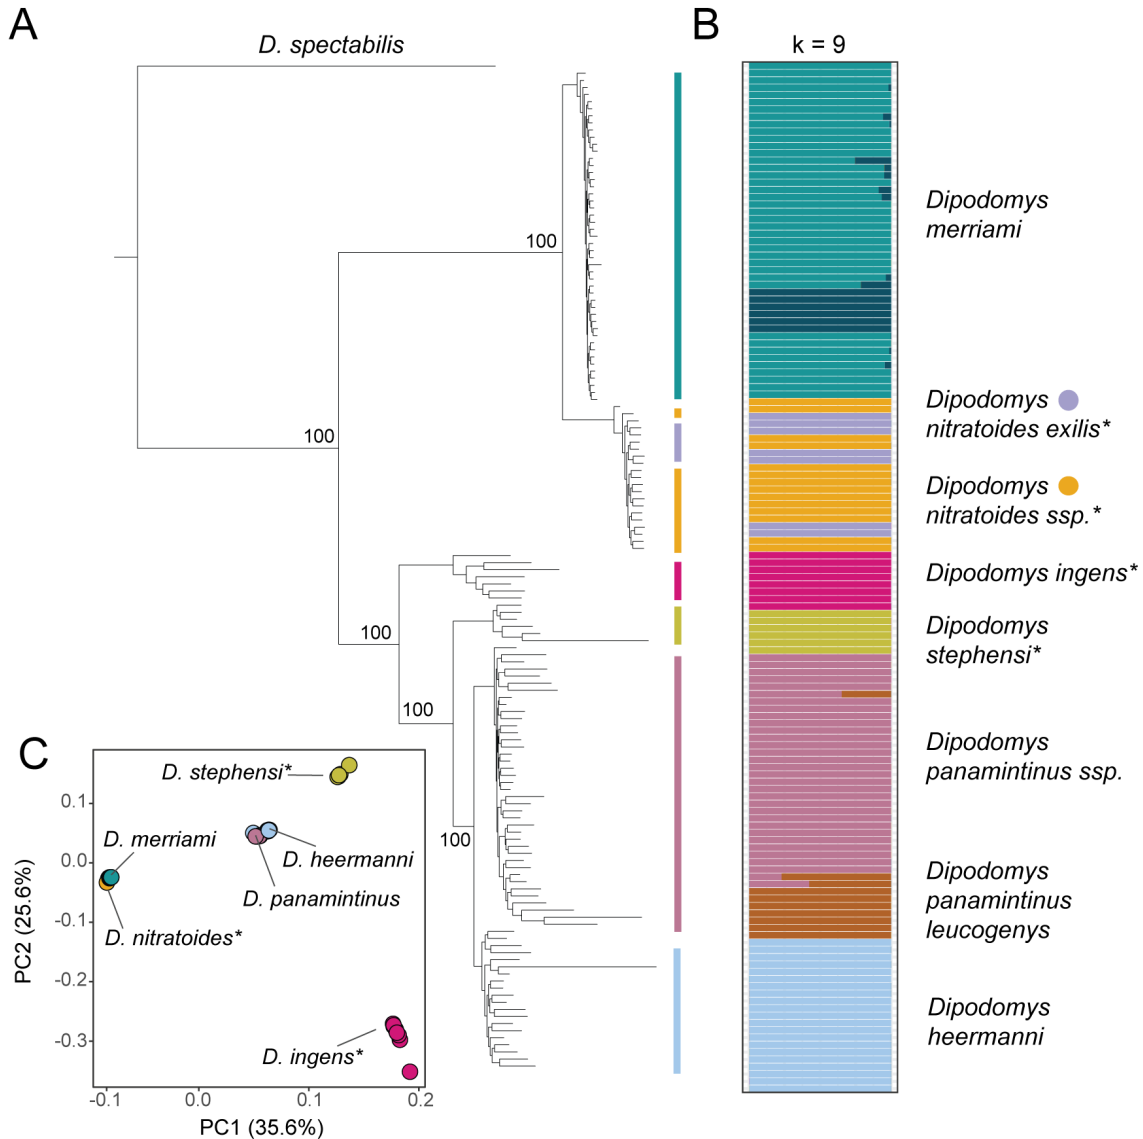 A
B
D. spectabilis
k = 9
100
100
100
100
100
Dipodomys
merriami
Dipodomys
nitratoides exilis*
Dipodomys
nitratoides ssp.*
Dipodomys ingens*
Dipodomys
stephensi*
Dipodomys
panamintinus ssp.
Dipodomys
panamintinus
leucogenys
Dipodomys
heermanni
C
D. stephensi*
D. merriami
D. heermanni
D. panamintinus
D. nitratoides*
D. ingens*
0.1
0.0
-0.1
-0.2
-0.3
PC2 (25.6%)
-0.1 0.0 0.1 0.2
PC1 (35.6%)